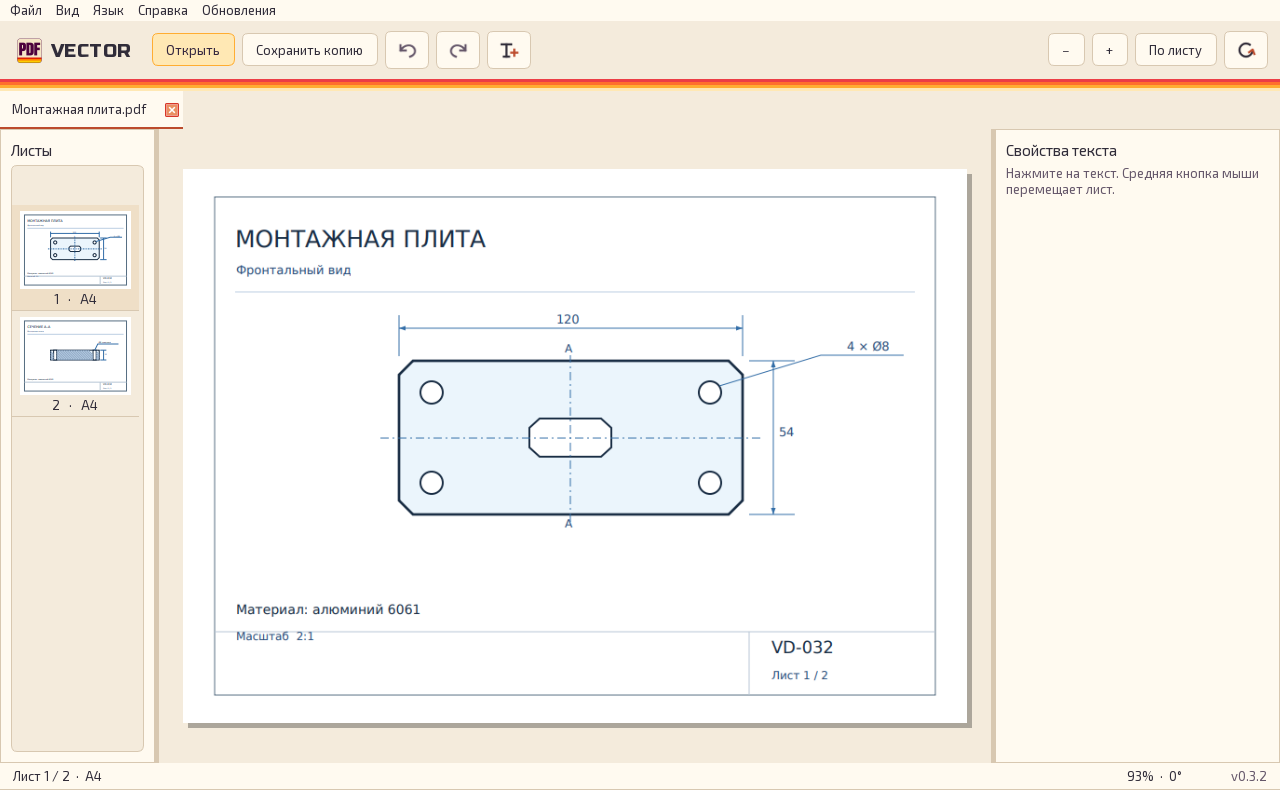 Файл Вид Язык Справка Обновления
PDF VECTOR Открыть Сохранить копию − + По листу
Монтажная плита.pdf
Листы
1 · A4
2 · A4
МОНТАЖНАЯ ПЛИТА
Фронтальный вид
120
A
4 × Ø8
54
A
Материал: алюминий 6061
Масштаб 2:1
VD-032
Лист 1 / 2
Свойства текста
Нажмите на текст. Средняя кнопка мыши
перемещает лист.
Лист 1 / 2 · A4
93% · 0°
v0.3.2